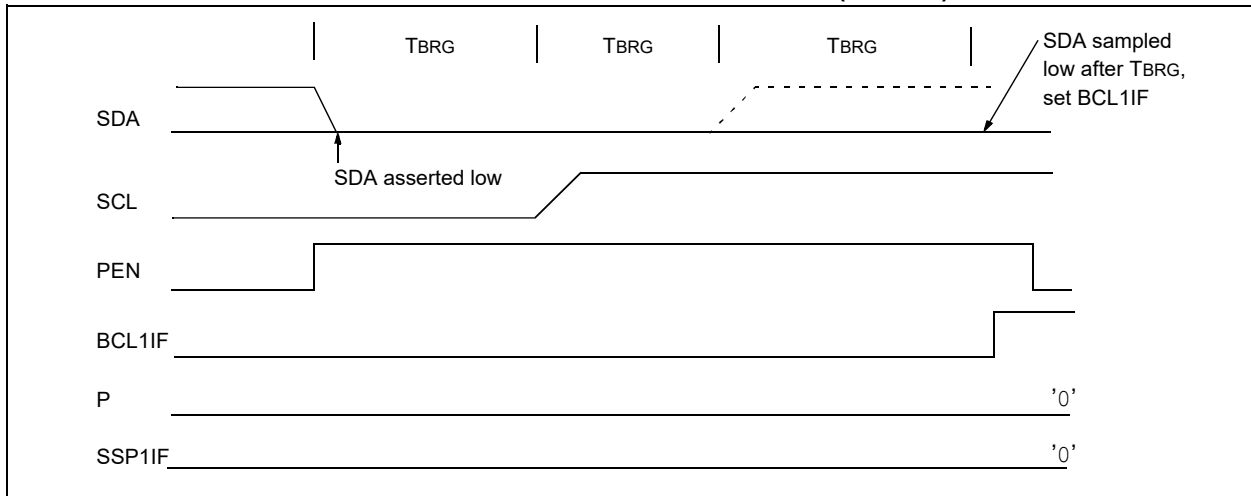 TBRG TBRG TBRG
SDA sampled
low after TBRG,
set BCL1IF
SDA
SDA asserted low
SCL
PEN
BCL1IF
P '0'
SSP1IF '0'